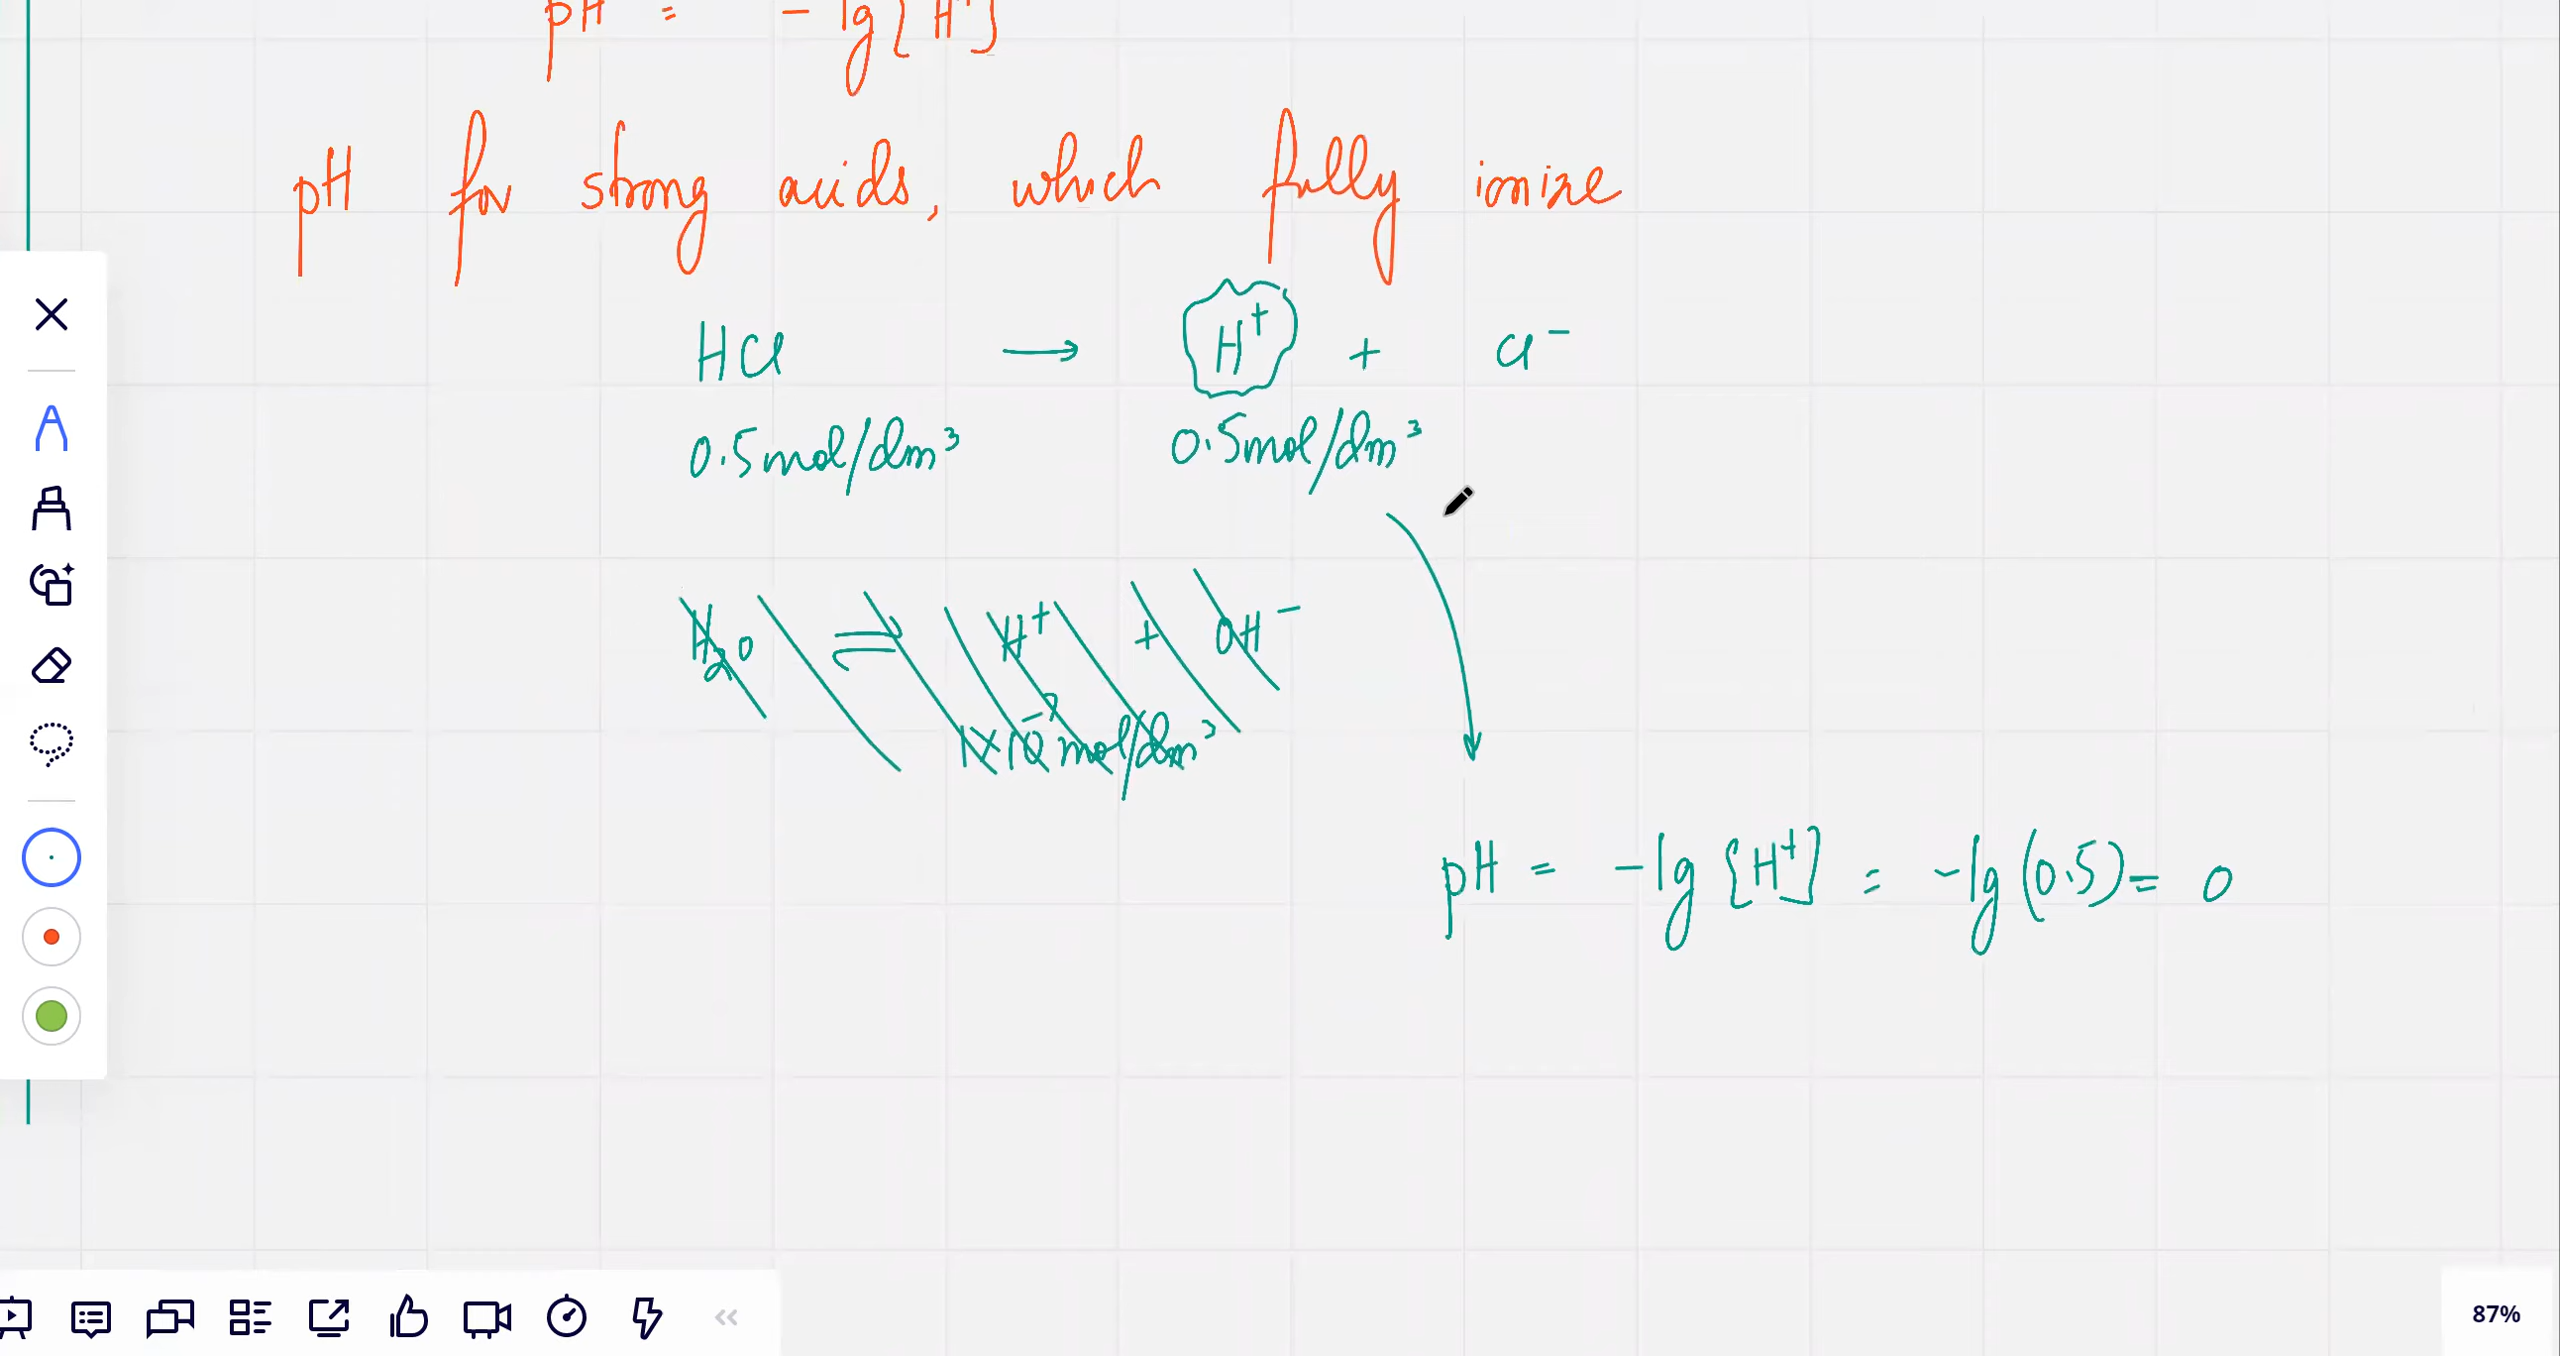 pH = - lg [H⁺]
pH for strong acids, which fully ionize
HCl → H⁺ + Cl⁻
0.5mol/dm³ 0.5mol/dm³
H₂O ⇌ H⁺ + OH⁻
1×10⁻⁷ mol/dm³
pH = -lg [H⁺] = -lg (0.5) = 0
87%